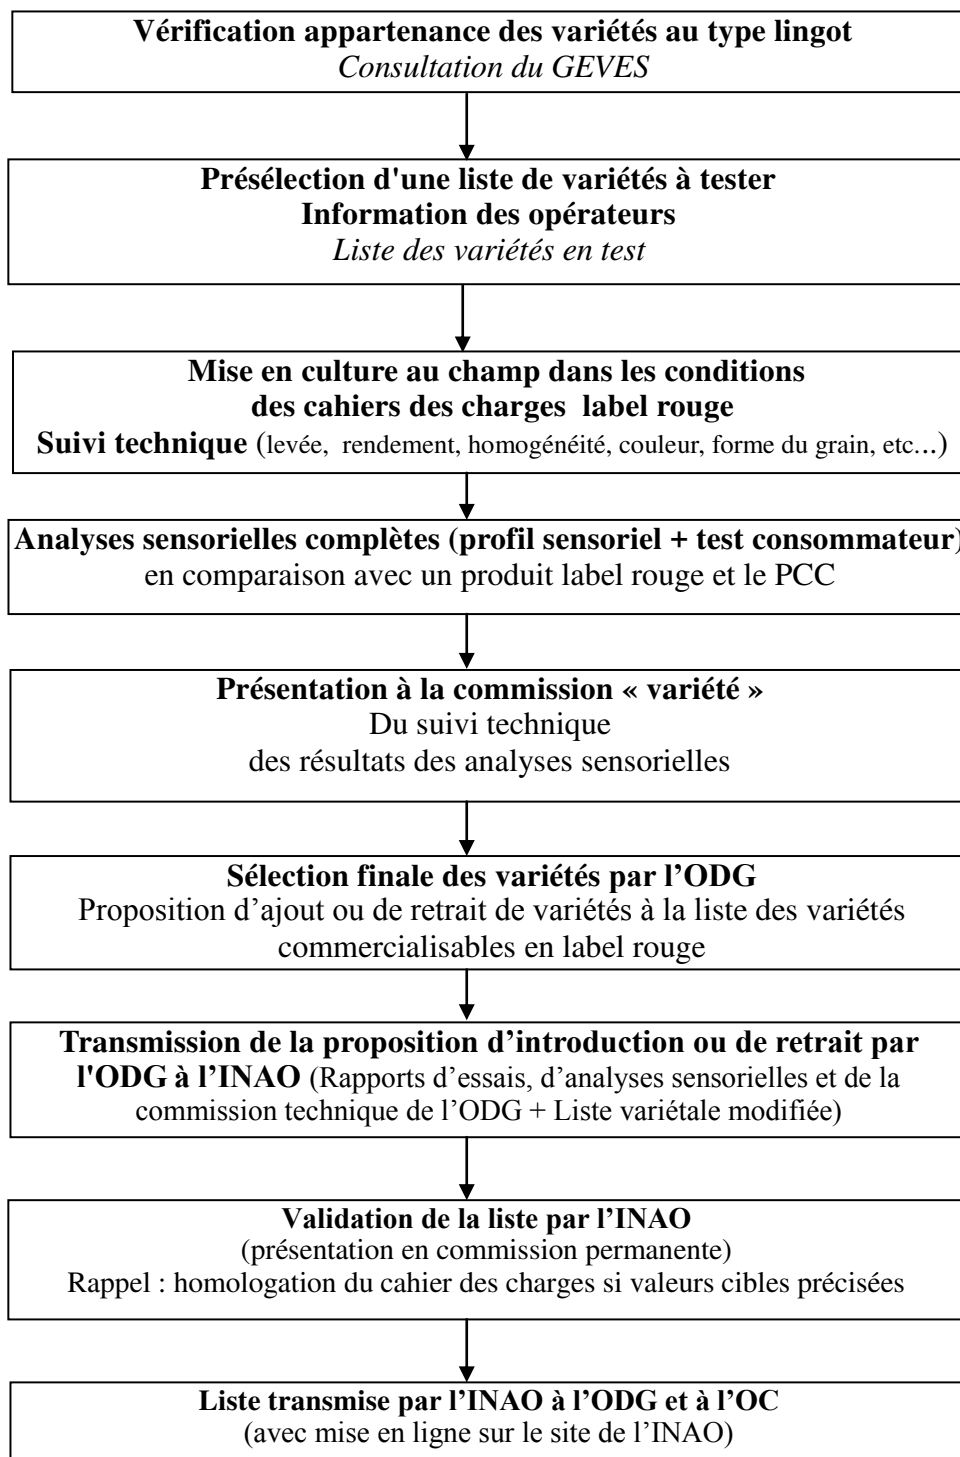 Vérification appartenance des variétés au type lingot
Consultation du GEVES
Présélection d'une liste de variétés à tester
Information des opérateurs
Liste des variétés en test
Mise en culture au champ dans les conditions
des cahiers des charges label rouge
Suivi technique (levée, rendement, homogénéité, couleur, forme du grain, etc...)
Analyses sensorielles complètes (profil sensoriel + test consommateur)
en comparaison avec un produit label rouge et le PCC
Présentation à la commission « variété »
Du suivi technique
des résultats des analyses sensorielles
Sélection finale des variétés par l’ODG
Proposition d’ajout ou de retrait de variétés à la liste des variétés
commercialisables en label rouge
Transmission de la proposition d’introduction ou de retrait par
l'ODG à l’INAO (Rapports d’essais, d’analyses sensorielles et de la
commission technique de l’ODG + Liste variétale modifiée)
Validation de la liste par l’INAO
(présentation en commission permanente)
Rappel : homologation du cahier des charges si valeurs cibles précisées
Liste transmise par l’INAO à l’ODG et à l’OC
(avec mise en ligne sur le site de l’INAO)